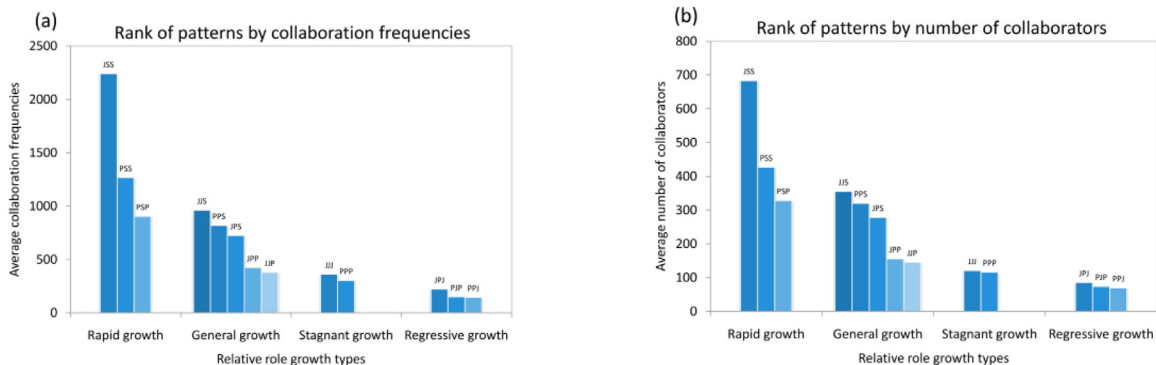 (a)
Rank of patterns by collaboration frequencies
Average collaboration frequencies
2500
2000
1500
1000
500
0
JSS
PSS
PSP
JJS
PPS
JPS
JPP
JJP
JJJ
PPP
JPJ
PJP
PPJ
Rapid growth
General growth
Stagnant growth
Regressive growth
Relative role growth types
(b)
Rank of patterns by number of collaborators
Average number of collaborators
800
700
600
500
400
300
200
100
0
JSS
PSS
PSP
JJS
PPS
JPS
JPP
JJP
JJJ
PPP
JPJ
PJP
PPJ
Rapid growth
General growth
Stagnant growth
Regressive growth
Relative role growth types